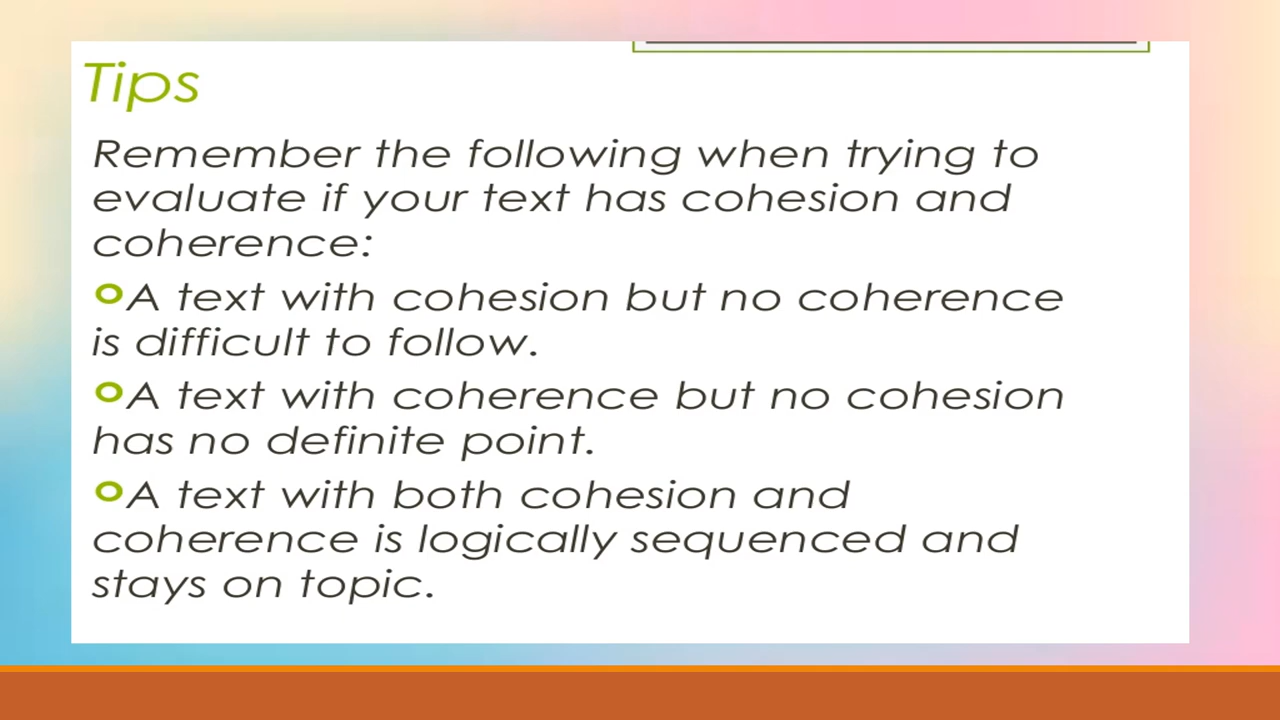 Tips
Remember the following when trying to
evaluate if your text has cohesion and
coherence:
A text with cohesion but no coherence
is difficult to follow.
A text with coherence but no cohesion
has no definite point.
A text with both cohesion and
coherence is logically sequenced and
stays on topic.